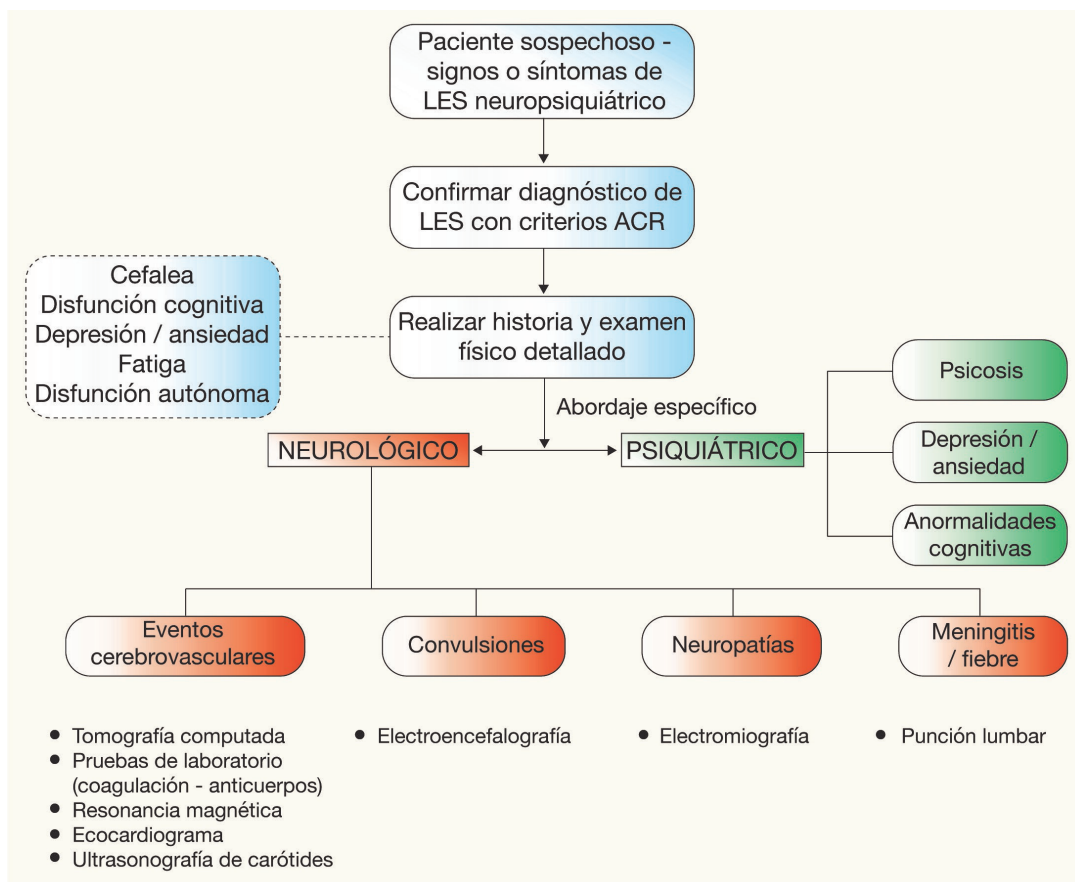 Paciente sospechoso -
signos o síntomas de
LES neuropsiquiátrico
Confirmar diagnóstico de
LES con criterios ACR
Cefalea
Disfunción cognitiva
Depresión / ansiedad
Fatiga
Disfunción autónoma
Realizar historia y examen
físico detallado
Abordaje específico
NEUROLÓGICO
PSIQUIÁTRICO
Psicosis
Depresión /
ansiedad
Anormalidades
cognitivas
Eventos
cerebrovasculares
Convulsiones
Neuropatías
Meningitis
/ fiebre
• Tomografía computada
• Pruebas de laboratorio
(coagulación - anticuerpos)
• Resonancia magnética
• Ecocardiograma
• Ultrasonografía de carótides
• Electroencefalografía
• Electromiografía
• Punción lumbar